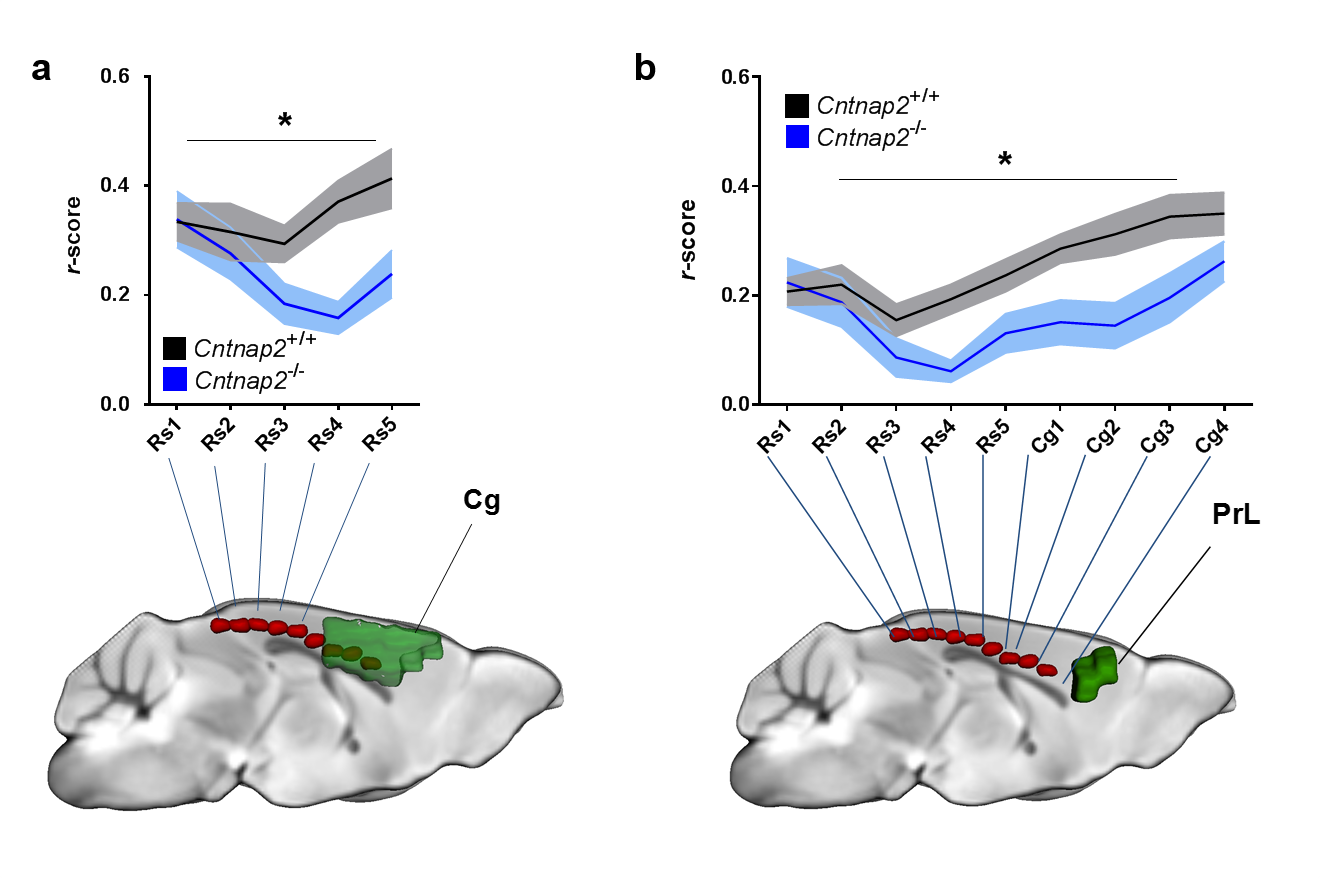 a
0.6
0.4
0.2
0.0
r-score
*
Cntnap2+/+
Cntnap2-/-
Rs1 Rs2 Rs3 Rs4 Rs5
Cg
b
0.6
0.4
0.2
0.0
r-score
Cntnap2+/+
Cntnap2-/-
*
Rs1 Rs2 Rs3 Rs4 Rs5 Cg1 Cg2 Cg3 Cg4
PrL